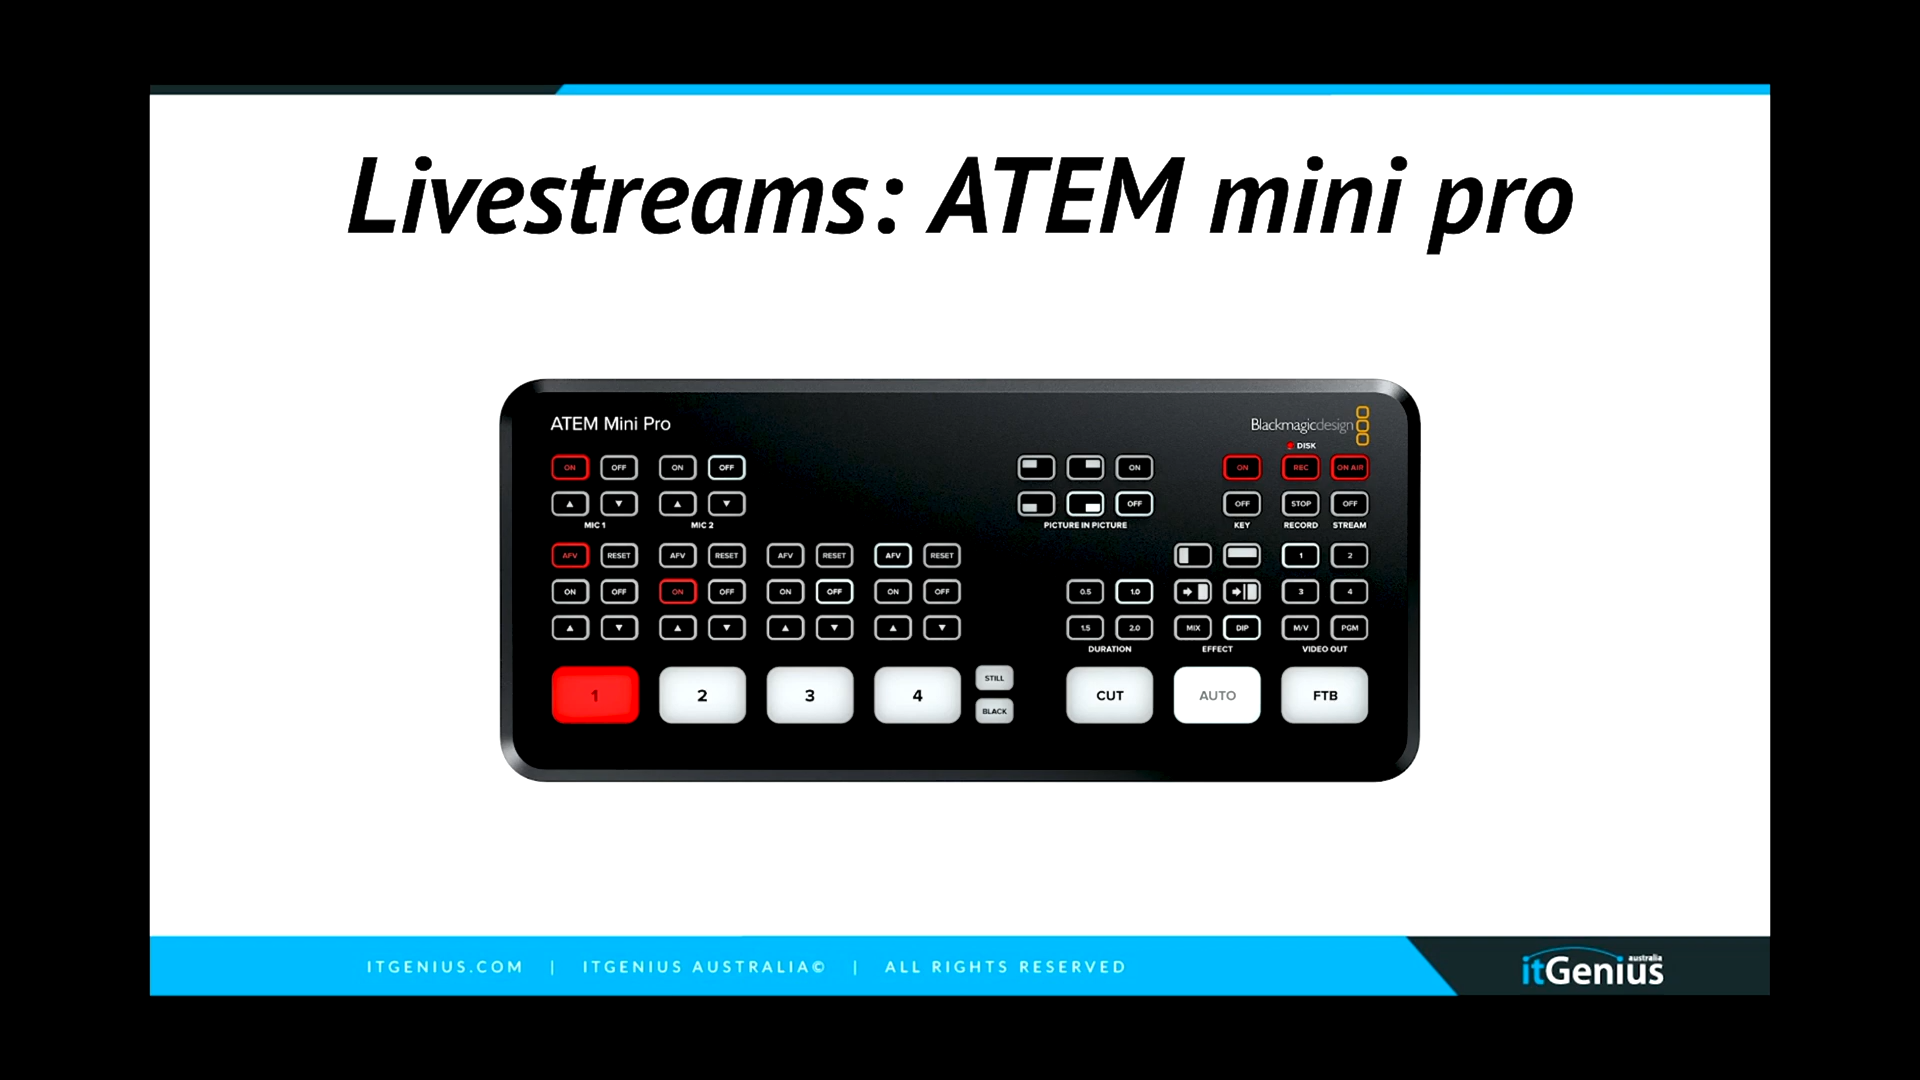 Livestreams: ATEM mini pro
ATEM Mini Pro
Blackmagicdesign
DISK
ON OFF ON OFF ON ON REC ON AIR
▲ ▼ ▲ ▼ OFF OFF STOP OFF
MIC 1 MIC 2 PICTURE IN PICTURE KEY RECORD STREAM
AFV RESET AFV RESET AFV RESET AFV RESET 1 2
ON OFF ON OFF ON OFF ON OFF 0.5 1.0 3 4
▲ ▼ ▲ ▼ ▲ ▼ ▲ ▼ 1.5 2.0 MIX DIP M/V PGM
DURATION EFFECT VIDEO OUT
1 2 3 4 STILL CUT AUTO FTB
BLACK
ITGENIUS.COM | ITGENIUS AUSTRALIA© | ALL RIGHTS RESERVED
itGenius australia